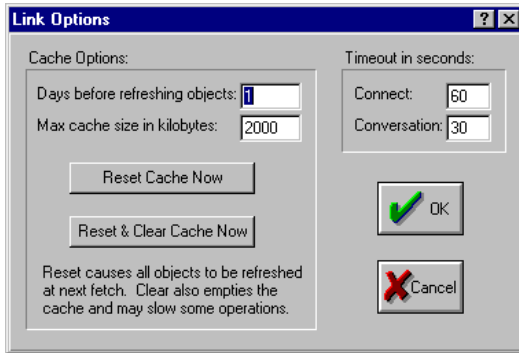 Link Options
Cache Options:
Days before refreshing objects: 1
Max cache size in kilobytes: 2000
Reset Cache Now
Reset & Clear Cache Now
Reset causes all objects to be refreshed
at next fetch. Clear also empties the
cache and may slow some operations.
Timeout in seconds:
Connect: 60
Conversation: 30
OK
Cancel